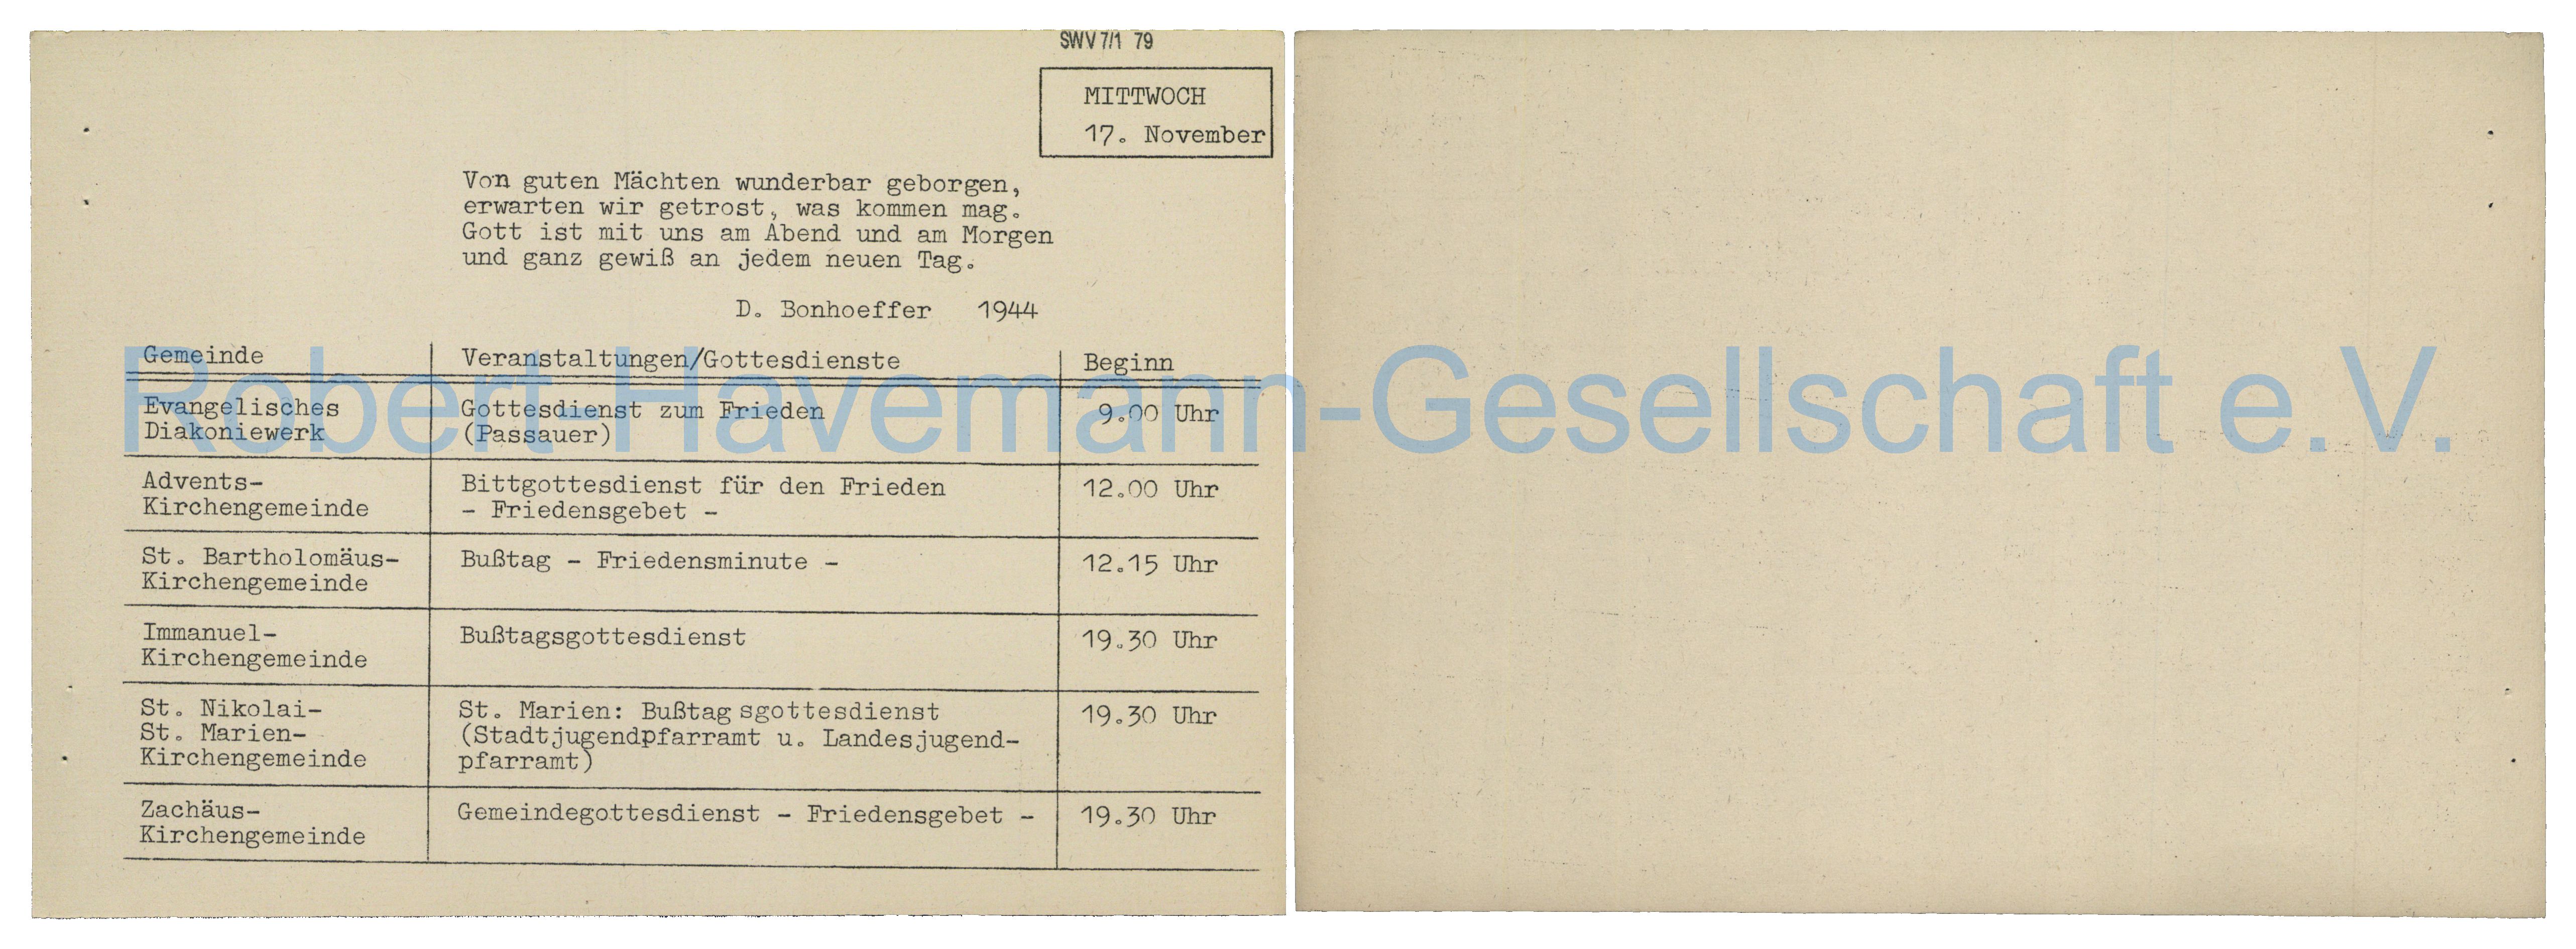 SWV 7/1 79
MITTWOCH
17. November
Von guten Mächten wunderbar geborgen,
erwarten wir getrost, was kommen mag.
Gott ist mit uns am Abend und am Morgen
und ganz gewiß an jedem neuen Tag.
D. Bonhoeffer 1944
Gemeinde Veranstaltungen/Gottesdienste Beginn
Evangelisches Gottesdienst zum Frieden 9.00 Uhr
Diakoniewerk (Passauer)
Advents- Bittgottesdienst für den Frieden 12.00 Uhr
Kirchengemeinde - Friedensgebet -
St. Bartholomäus- Bußtag - Friedensminute - 12.15 Uhr
Kirchengemeinde
Immanuel- Bußtagsgottesdienst 19.30 Uhr
Kirchengemeinde
St. Nikolai- St. Marien: Bußtagsgottesdienst 19.30 Uhr
St. Marien- (Stadtjugendpfarramt u. Landesjugend-
Kirchengemeinde pfarramt)
Zachäus- Gemeindegottesdienst - Friedensgebet - 19.30 Uhr
Kirchengemeinde
Robert-Havemann-Gesellschaft e.V.